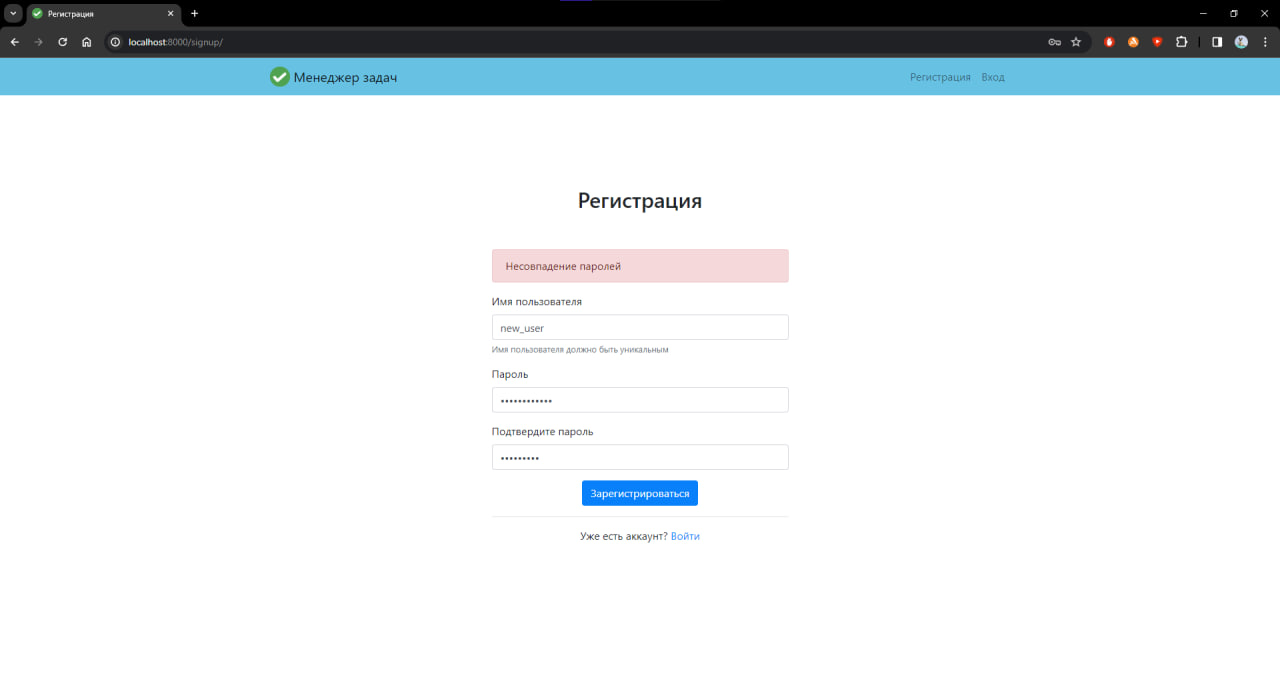 Регистрация
localhost:8000/signup/
Менеджер задач
Регистрация Вход
Регистрация
Несовпадение паролей
Имя пользователя
new_user
Имя пользователя должно быть уникальным
Пароль
••••••••••••
Подтвердите пароль
•••••••••
Зарегистрироваться
Уже есть аккаунт? Войти